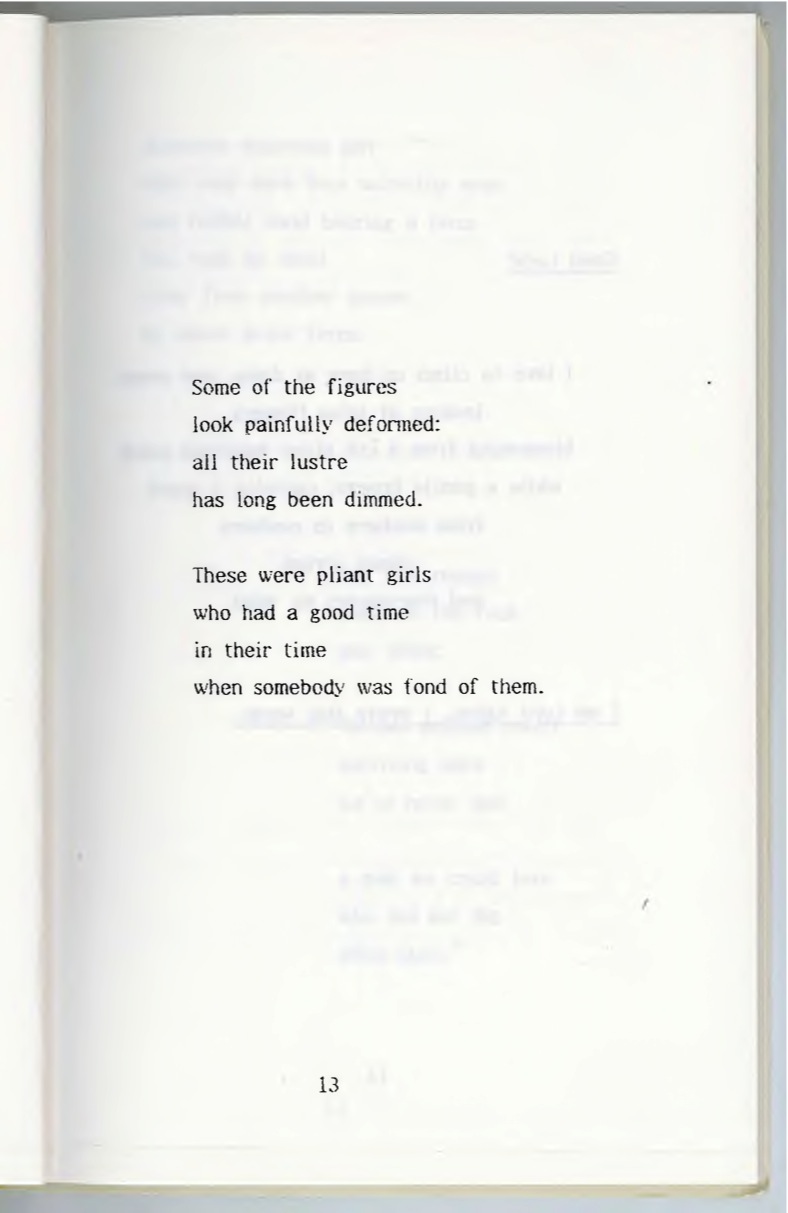 Some of the figures
look painfully deformed:
all their lustre
has long been dimmed.

These were pliant girls
who had a good time
in their time
when somebody was fond of them.

13